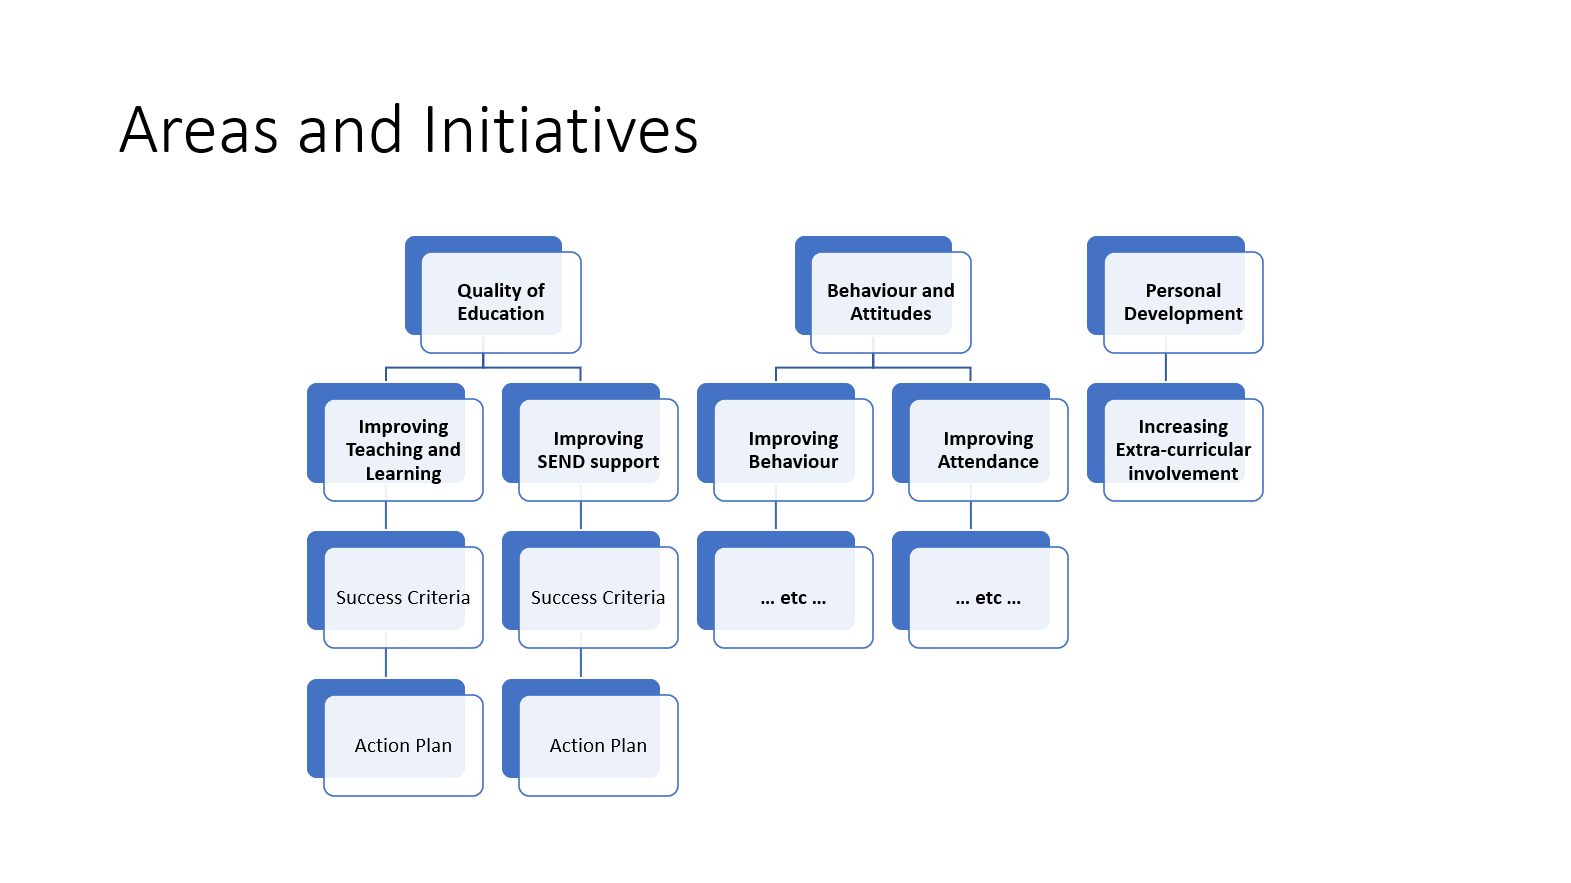 Areas and Initiatives
Quality of
Education
Behaviour and
Attitudes
Personal
Development
Improving
Teaching and
Learning
Improving
SEND support
Improving
Behaviour
Improving
Attendance
Increasing
Extra-curricular
involvement
Success Criteria
Success Criteria
... etc ...
... etc ...
Action Plan
Action Plan